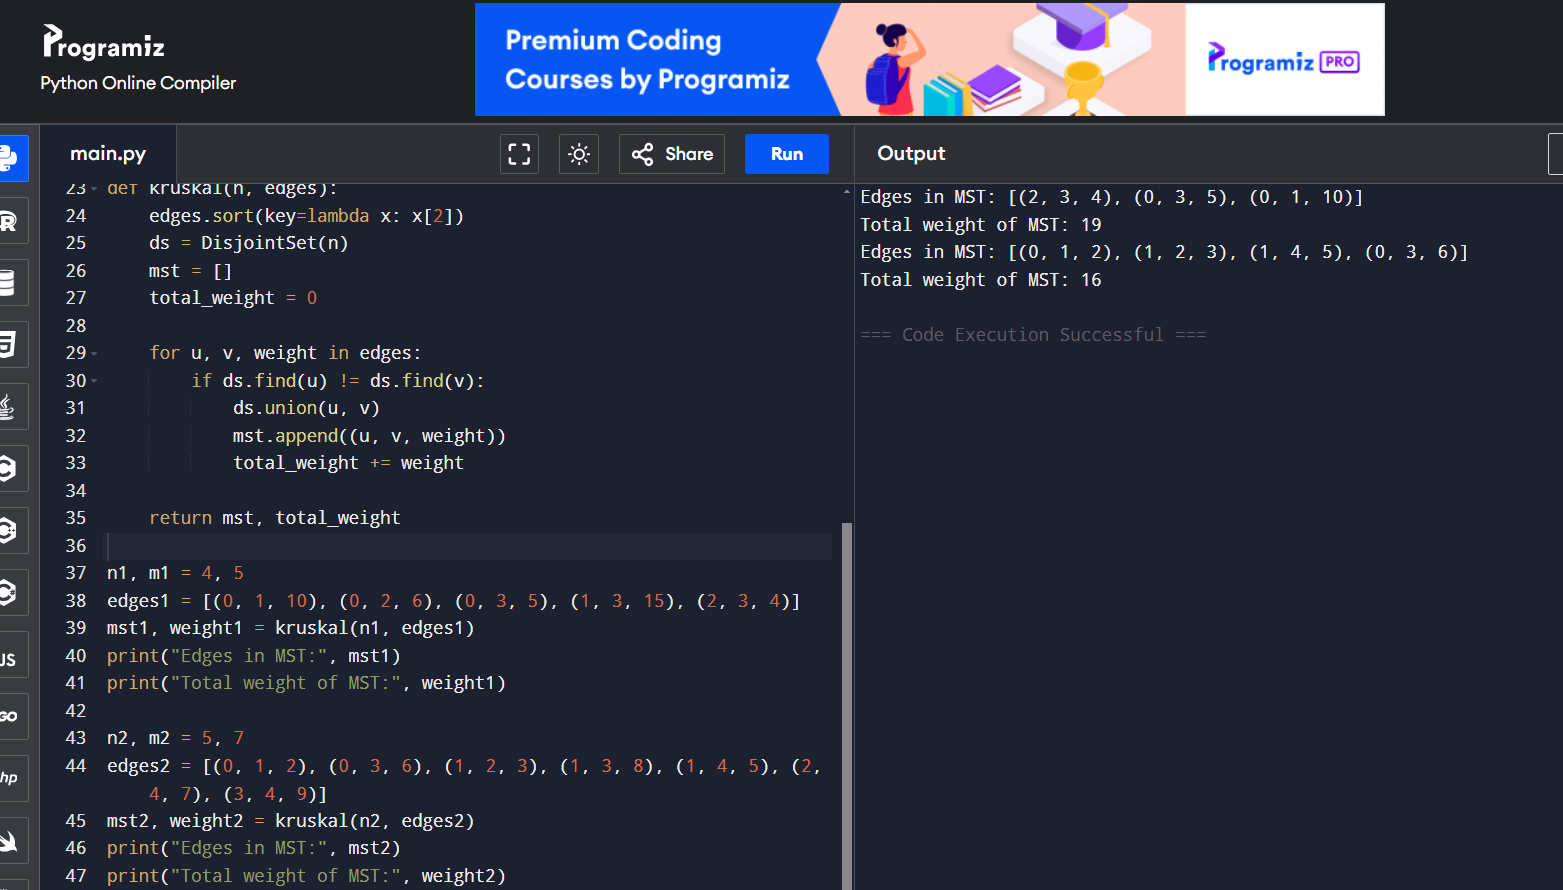 Programiz
Python Online Compiler
Premium Coding
Courses by Programiz
Programiz PRO
main.py
Share
Run
Output
23 def kruskal(n, edges):
24 edges.sort(key=lambda x: x[2])
25 ds = DisjointSet(n)
26 mst = []
27 total_weight = 0
28
29 for u, v, weight in edges:
30 if ds.find(u) != ds.find(v):
31 ds.union(u, v)
32 mst.append((u, v, weight))
33 total_weight += weight
34
35 return mst, total_weight
36
37 n1, m1 = 4, 5
38 edges1 = [(0, 1, 10), (0, 2, 6), (0, 3, 5), (1, 3, 15), (2, 3, 4)]
39 mst1, weight1 = kruskal(n1, edges1)
40 print("Edges in MST:", mst1)
41 print("Total weight of MST:", weight1)
42
43 n2, m2 = 5, 7
44 edges2 = [(0, 1, 2), (0, 3, 6), (1, 2, 3), (1, 3, 8), (1, 4, 5), (2,
4, 7), (3, 4, 9)]
45 mst2, weight2 = kruskal(n2, edges2)
46 print("Edges in MST:", mst2)
47 print("Total weight of MST:", weight2)
Edges in MST: [(2, 3, 4), (0, 3, 5), (0, 1, 10)]
Total weight of MST: 19
Edges in MST: [(0, 1, 2), (1, 2, 3), (1, 4, 5), (0, 3, 6)]
Total weight of MST: 16
=== Code Execution Successful ===
R
JS
GO
hp